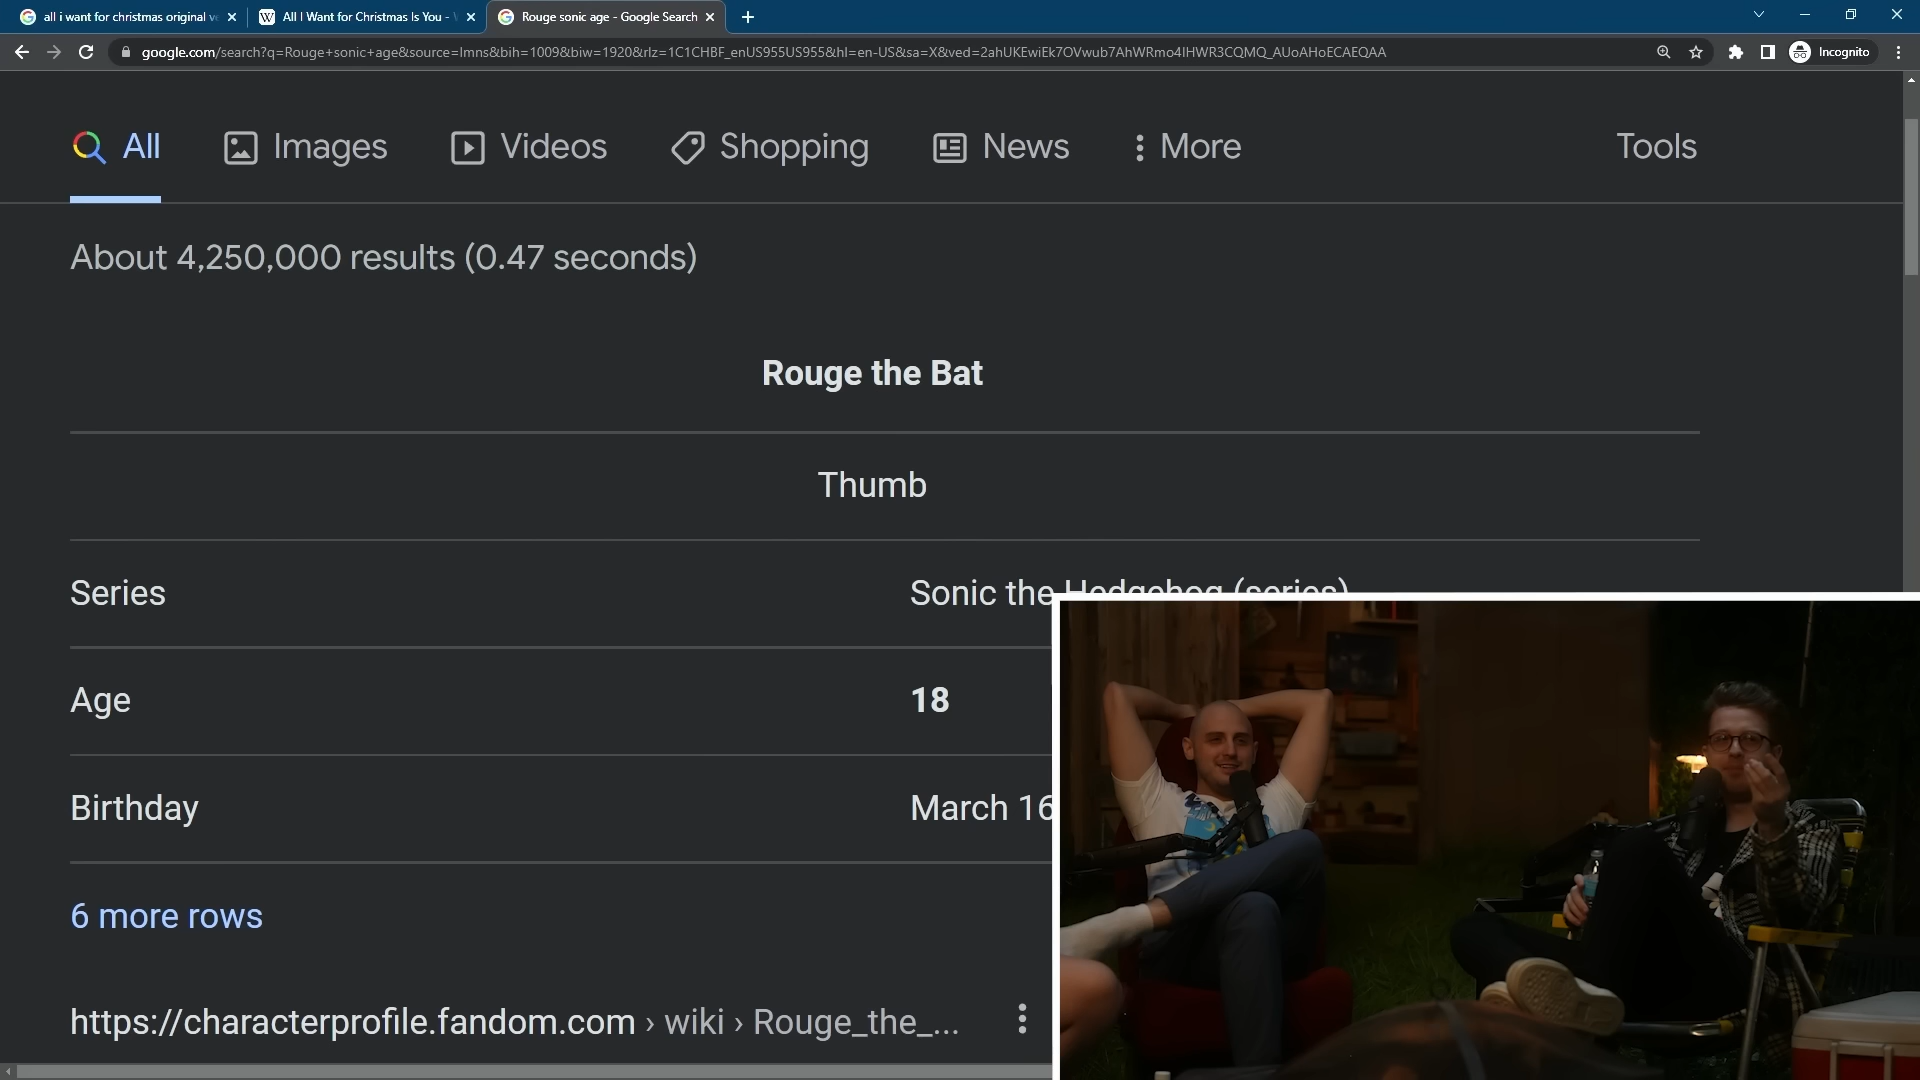 all i want for christmas original v
All I Want for Christmas Is You -
Rouge sonic age - Google Search
google.com/search?q=Rouge+sonic+age&source=lmns&bih=1009&biw=1920&rlz=1C1CHBF_enUS955US955&hl=en-US&sa=X&ved=2ahUKEwiEk7OVwub7AhWRmo4IHWR3CQMQ_AUoAHoECAEQAA
Incognito
All Images Videos Shopping News More Tools
About 4,250,000 results (0.47 seconds)
Rouge the Bat
Thumb
Series Sonic the Hedgehog (series)
Age 18
Birthday March 16
6 more rows
https://characterprofile.fandom.com › wiki › Rouge_the_...